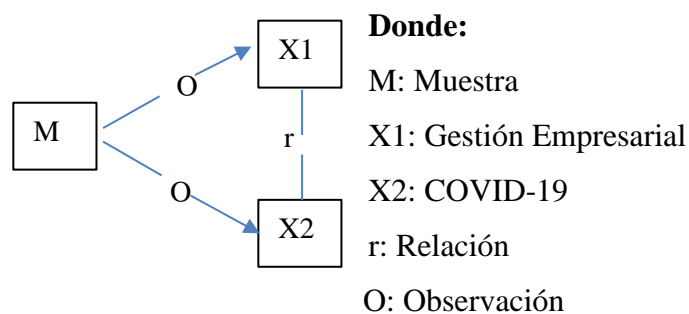 X1
O
M
r
O
X2
Donde:
M: Muestra
X1: Gestión Empresarial
X2: COVID-19
r: Relación
O: Observación